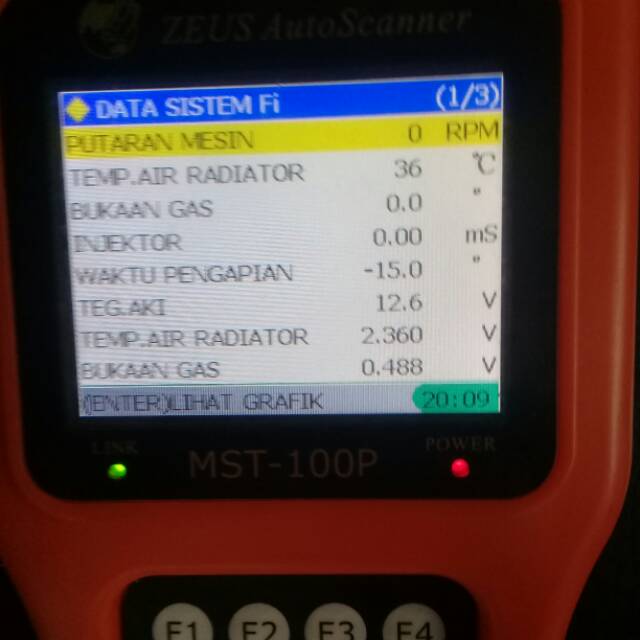 ZEUS AutoScanner
DATA SISTEM Fi (1/3)
PUTARAN MESIN 0 RPM
TEMP.AIR RADIATOR 36 °C
BUKAAN GAS 0.0 °
INJEKTOR 0.00 mS
WAKTU PENGAPIAN -15.0 °
TEG.AKI 12.6 V
TEMP.AIR RADIATOR 2.360 V
BUKAAN GAS 0.488 V
(ENTER)LIHAT GRAFIK 20:09
LINK POWER
MST-100P
F1 F2 F3 F4